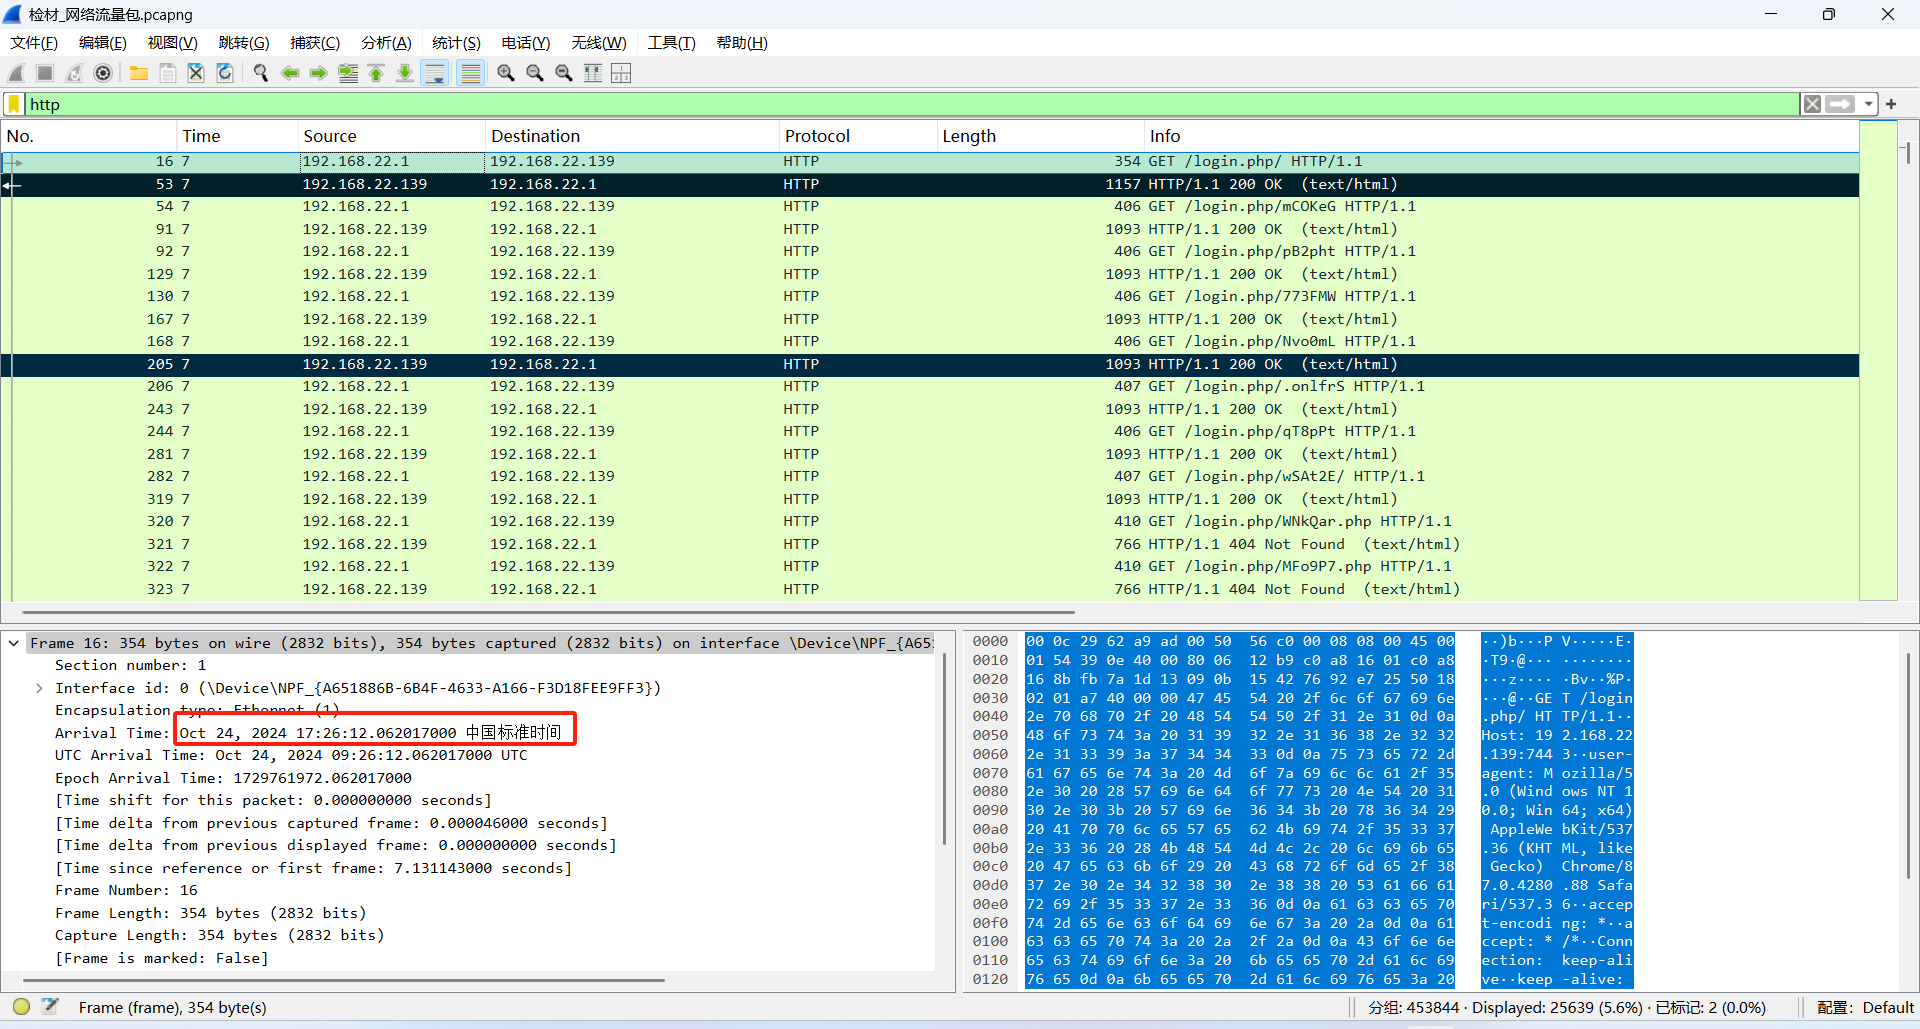 检材_网络流量包.pcapng
文件(F) 编辑(E) 视图(V) 跳转(G) 捕获(C) 分析(A) 统计(S) 电话(Y) 无线(W) 工具(T) 帮助(H)
http
No. Time Source Destination Protocol Length Info
16 7 192.168.22.1 192.168.22.139 HTTP 354 GET /login.php/ HTTP/1.1
53 7 192.168.22.139 192.168.22.1 HTTP 1157 HTTP/1.1 200 OK (text/html)
54 7 192.168.22.1 192.168.22.139 HTTP 406 GET /login.php/mCOKeG HTTP/1.1
91 7 192.168.22.139 192.168.22.1 HTTP 1093 HTTP/1.1 200 OK (text/html)
92 7 192.168.22.1 192.168.22.139 HTTP 406 GET /login.php/pB2pht HTTP/1.1
129 7 192.168.22.139 192.168.22.1 HTTP 1093 HTTP/1.1 200 OK (text/html)
130 7 192.168.22.1 192.168.22.139 HTTP 406 GET /login.php/773FMW HTTP/1.1
167 7 192.168.22.139 192.168.22.1 HTTP 1093 HTTP/1.1 200 OK (text/html)
168 7 192.168.22.1 192.168.22.139 HTTP 406 GET /login.php/Nvo0mL HTTP/1.1
205 7 192.168.22.139 192.168.22.1 HTTP 1093 HTTP/1.1 200 OK (text/html)
206 7 192.168.22.1 192.168.22.139 HTTP 407 GET /login.php/.onlfrS HTTP/1.1
243 7 192.168.22.139 192.168.22.1 HTTP 1093 HTTP/1.1 200 OK (text/html)
244 7 192.168.22.1 192.168.22.139 HTTP 406 GET /login.php/qT8pPt HTTP/1.1
281 7 192.168.22.139 192.168.22.1 HTTP 1093 HTTP/1.1 200 OK (text/html)
282 7 192.168.22.1 192.168.22.139 HTTP 407 GET /login.php/wSAt2E/ HTTP/1.1
319 7 192.168.22.139 192.168.22.1 HTTP 1093 HTTP/1.1 200 OK (text/html)
320 7 192.168.22.1 192.168.22.139 HTTP 410 GET /login.php/WNkQar.php HTTP/1.1
321 7 192.168.22.139 192.168.22.1 HTTP 766 HTTP/1.1 404 Not Found (text/html)
322 7 192.168.22.1 192.168.22.139 HTTP 410 GET /login.php/MFo9P7.php HTTP/1.1
323 7 192.168.22.139 192.168.22.1 HTTP 766 HTTP/1.1 404 Not Found (text/html)
Frame 16: 354 bytes on wire (2832 bits), 354 bytes captured (2832 bits) on interface \Device\NPF_{A651
Section number: 1
Interface id: 0 (\Device\NPF_{A651886B-6B4F-4633-A166-F3D18FEE9FF3})
Encapsulation type: Ethernet (1)
Arrival Time: Oct 24, 2024 17:26:12.062017000 中国标准时间
UTC Arrival Time: Oct 24, 2024 09:26:12.062017000 UTC
Epoch Arrival Time: 1729761972.062017000
[Time shift for this packet: 0.000000000 seconds]
[Time delta from previous captured frame: 0.000046000 seconds]
[Time delta from previous displayed frame: 0.000000000 seconds]
[Time since reference or first frame: 7.131143000 seconds]
Frame Number: 16
Frame Length: 354 bytes (2832 bits)
Capture Length: 354 bytes (2832 bits)
[Frame is marked: False]
0000 00 0c 29 62 a9 ad 00 50 56 c0 00 08 08 00 45 00 ··)b···P V·····E·
0010 01 54 39 0e 40 00 80 06 12 b9 c0 a8 16 01 c0 a8 ·T9·@··· ········
0020 16 8b fb 7a 1d 13 09 0b 15 42 76 92 e7 25 50 18 ···z···· ·Bv··%P·
0030 02 01 a7 40 00 00 47 45 54 20 2f 6c 6f 67 69 6e ···@··GE T /login
0040 2e 70 68 70 2f 20 48 54 54 50 2f 31 2e 31 0d 0a .php/ HT TP/1.1··
0050 48 6f 73 74 3a 20 31 39 32 2e 31 36 38 2e 32 32 Host: 19 2.168.22
0060 2e 31 33 39 3a 37 34 34 33 0d 0a 75 73 65 72 2d .139:744 3··user-
0070 61 67 65 6e 74 3a 20 4d 6f 7a 69 6c 6c 61 2f 35 agent: M ozilla/5
0080 2e 30 20 28 57 69 6e 64 6f 77 73 20 4e 54 20 31 .0 (Wind ows NT 1
0090 30 2e 30 3b 20 57 69 6e 36 34 3b 20 78 36 34 29 0.0; Win 64; x64)
00a0 20 41 70 70 6c 65 57 65 62 4b 69 74 2f 35 33 37 AppleWe bKit/537
00b0 2e 33 36 20 28 4b 48 54 4d 4c 2c 20 6c 69 6b 65 .36 (KHT ML, like
00c0 20 47 65 63 6b 6f 29 20 43 68 72 6f 6d 65 2f 38 Gecko) Chrome/8
00d0 37 2e 30 2e 34 32 38 30 2e 38 38 20 53 61 66 61 7.0.4280 .88 Safa
00e0 72 69 2f 35 33 37 2e 33 36 0d 0a 61 63 63 65 70 ri/537.3 6··accep
00f0 74 2d 65 6e 63 6f 64 69 6e 67 3a 20 2a 0d 0a 61 t-encodi ng: *··a
0100 63 63 65 70 74 3a 20 2a 2f 2a 0d 0a 43 6f 6e 6e ccept: * /*··Conn
0110 65 63 74 69 6f 6e 3a 20 6b 65 65 70 2d 61 6c 69 ection: keep-ali
0120 76 65 0d 0a 6b 65 65 70 2d 61 6c 69 76 65 3a 20 ve··keep -alive:
Frame (frame), 354 byte(s) 分组: 453844 · Displayed: 25639 (5.6%) · 已标记: 2 (0.0%) 配置: Default